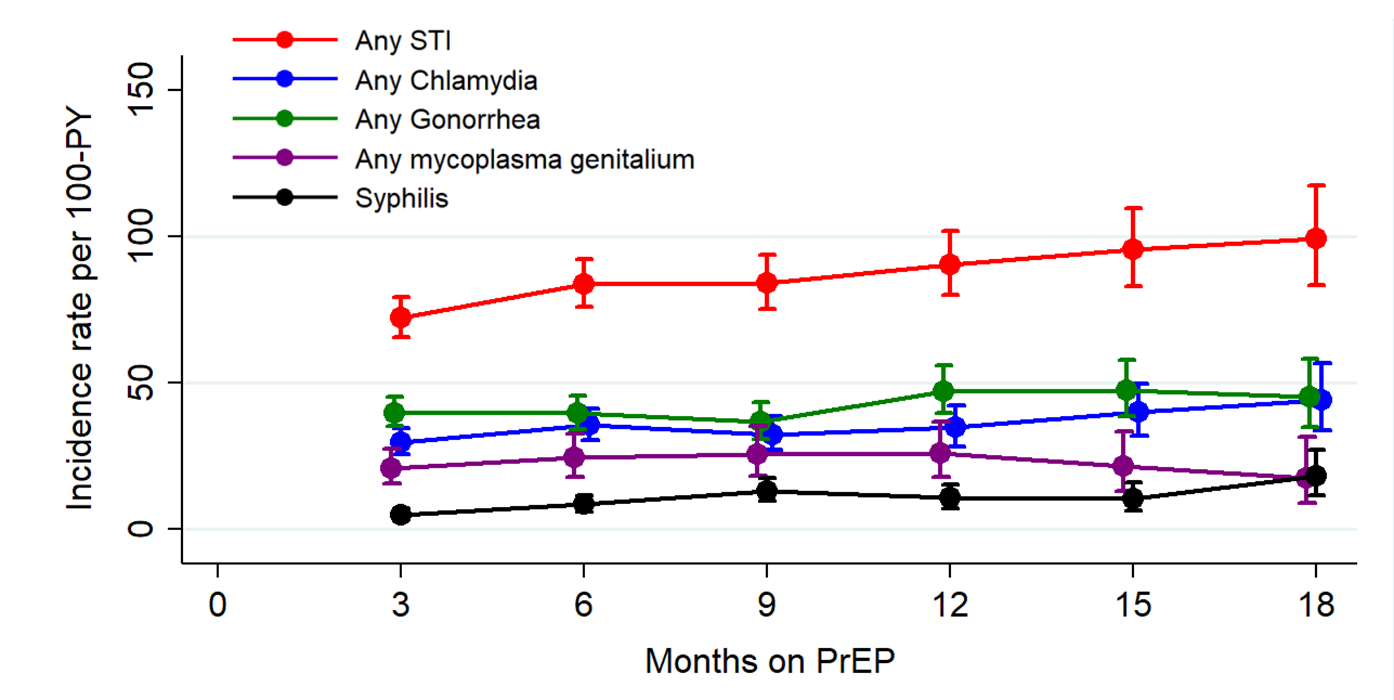 Any STI
Any Chlamydia
Any Gonorrhea
Any mycoplasma genitalium
Syphilis
Incidence rate per 100-PY
150
100
50
0
0 3 6 9 12 15 18
Months on PrEP